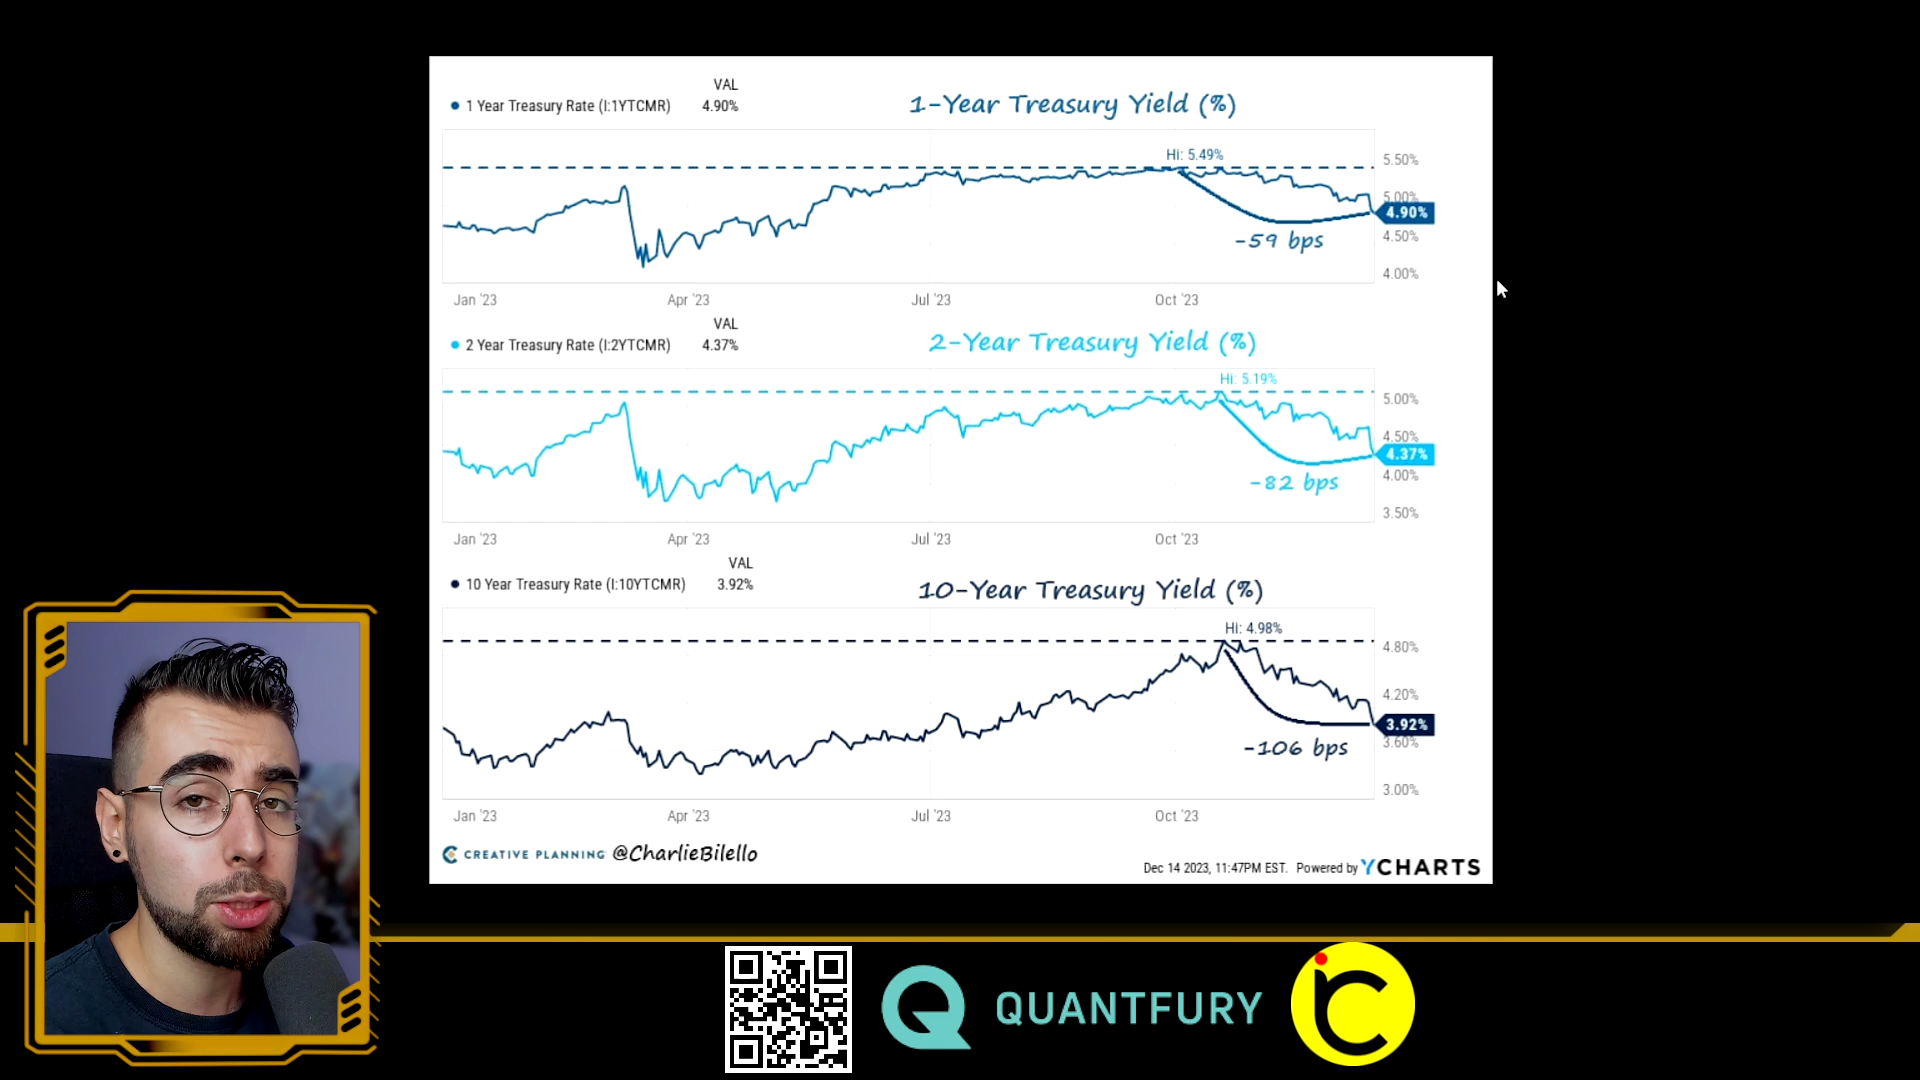 VAL
1 Year Treasury Rate (I:1YTCMR) 4.90%
1-Year Treasury Yield (%)
Hi: 5.49%
5.50%
5.00%
4.90%
4.50%
4.00%
-59 bps
Jan '23 Apr '23 Jul '23 Oct '23
VAL
2 Year Treasury Rate (I:2YTCMR) 4.37%
2-Year Treasury Yield (%)
Hi: 5.19%
5.00%
4.50%
4.37%
4.00%
3.50%
-82 bps
Jan '23 Apr '23 Jul '23 Oct '23
VAL
10 Year Treasury Rate (I:10YTCMR) 3.92%
10-Year Treasury Yield (%)
Hi: 4.98%
4.80%
4.20%
3.92%
3.60%
3.00%
-106 bps
Jan '23 Apr '23 Jul '23 Oct '23
CREATIVE PLANNING @CharlieBilello
Dec 14 2023, 11:47PM EST. Powered by YCHARTS
QUANTFURY